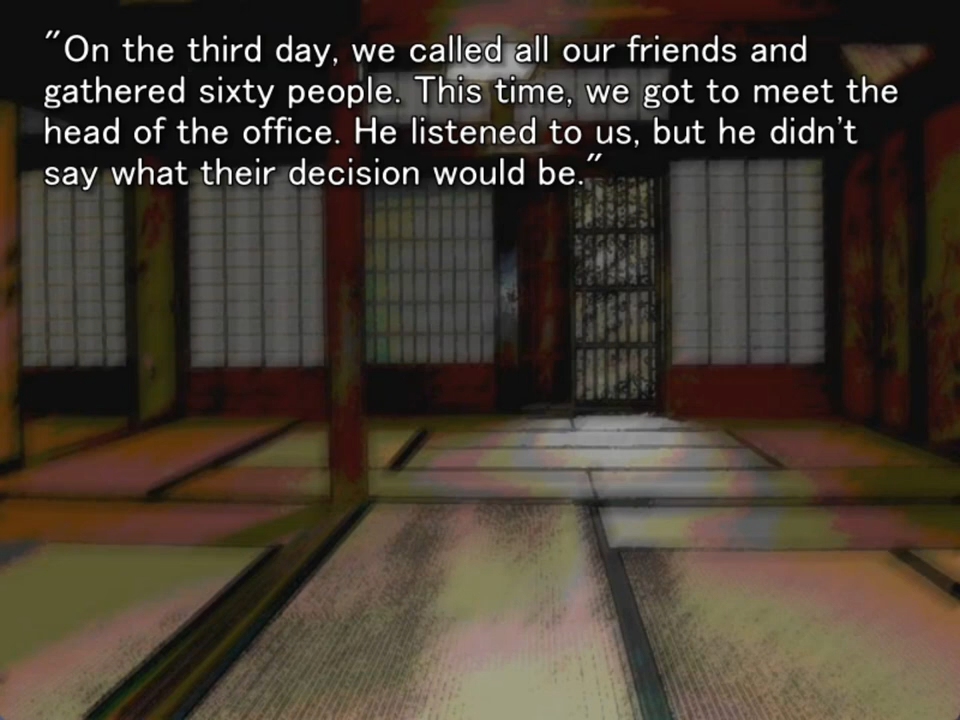 "On the third day, we called all our friends and
gathered sixty people. This time, we got to meet the
head of the office. He listened to us, but he didn't
say what their decision would be."